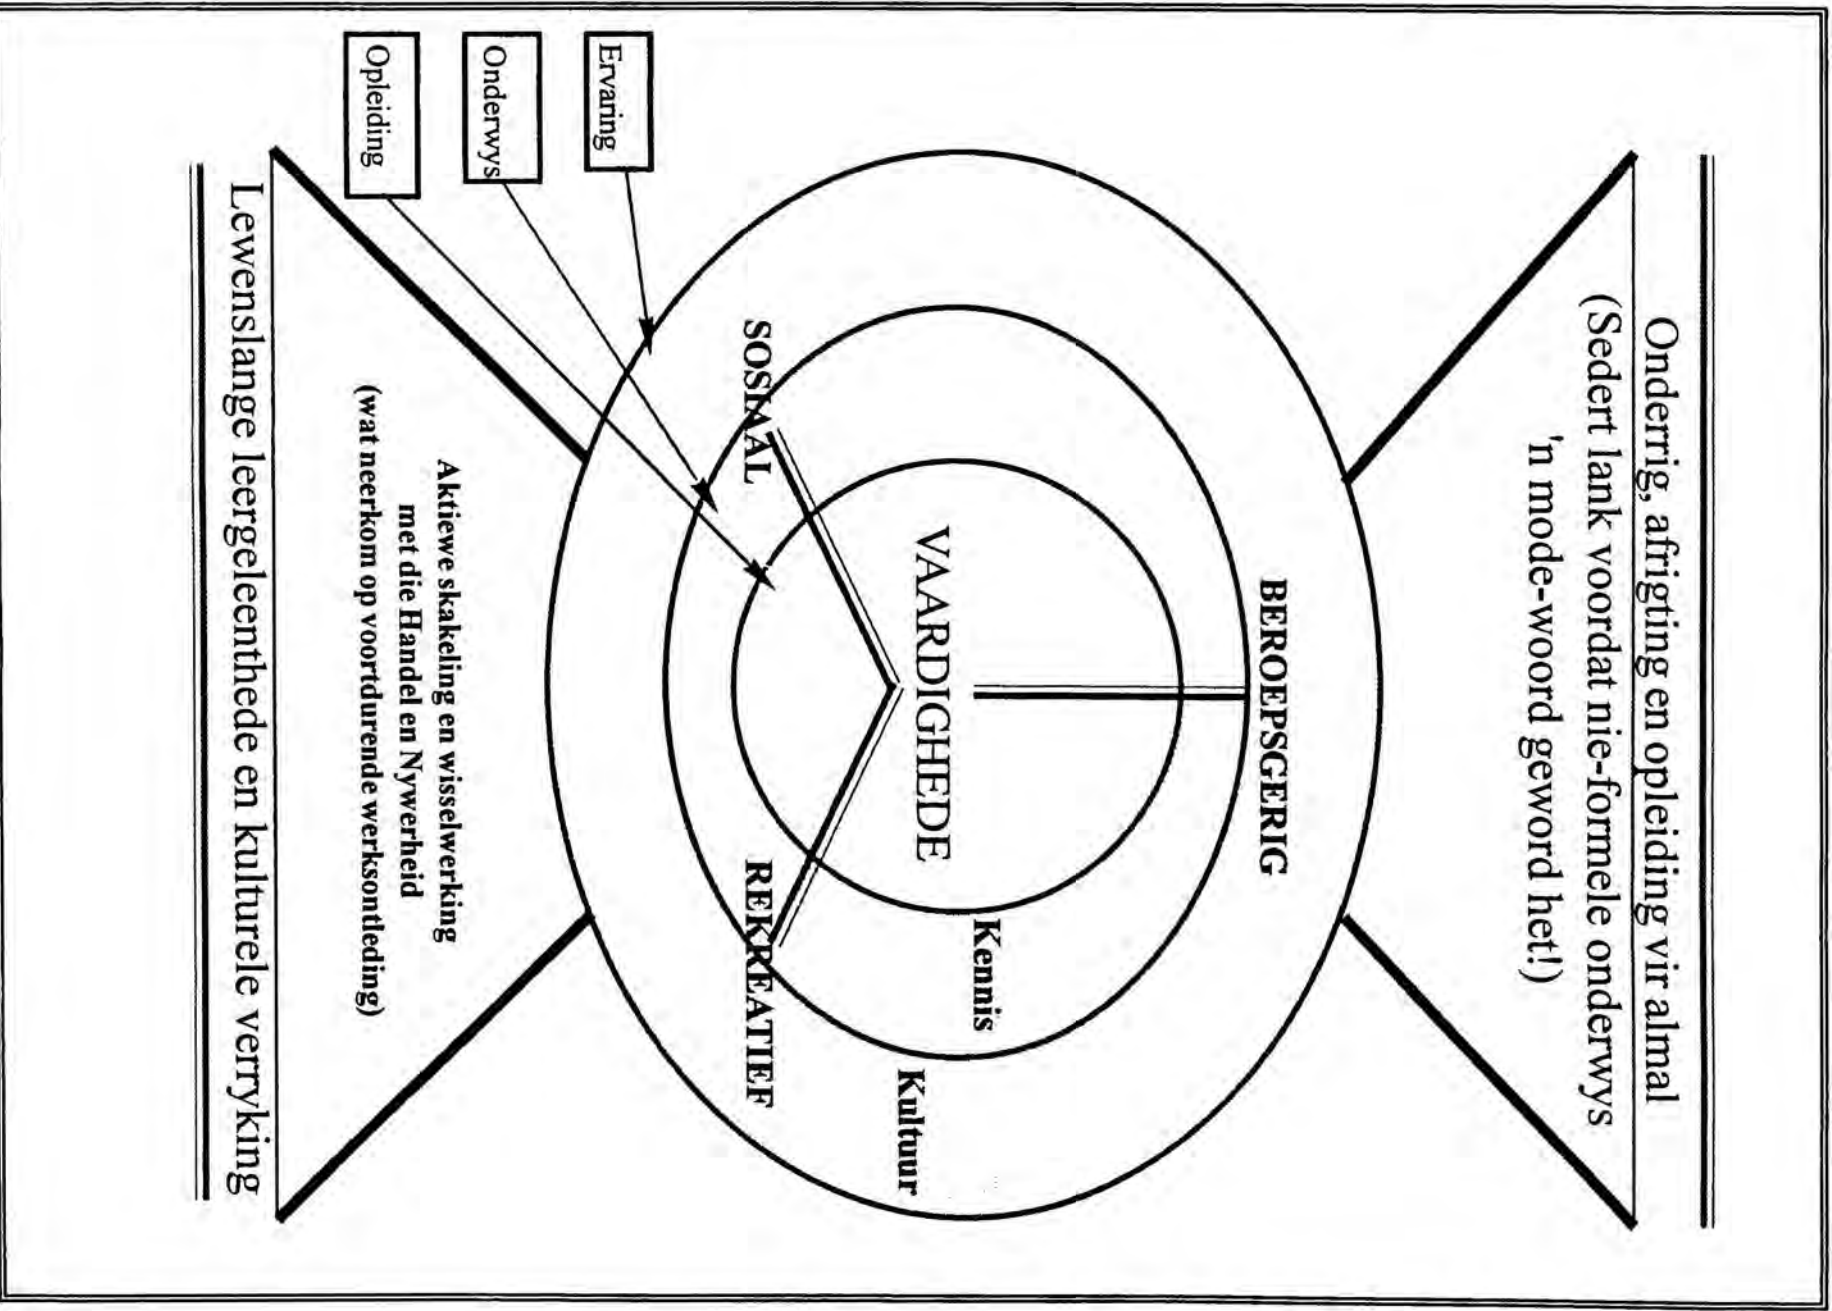 Onderrig, afrigting en opleiding vir almal
(Sedert lank voordat nie-formele onderwys
'n mode-woord geword het!)
BEROEPSGERIG
Kennis
VAARDIGHEDE
Kultuur
SOSIAAL
REKREATIEF
Ervaring
Onderwys
Opleiding
Aktiewe skakeling en wisselwerking
met die Handel en Nywerheid
(wat neerkom op voortdurende werksontleding)
Lewenslange leergeleenthede en kulturele verryking